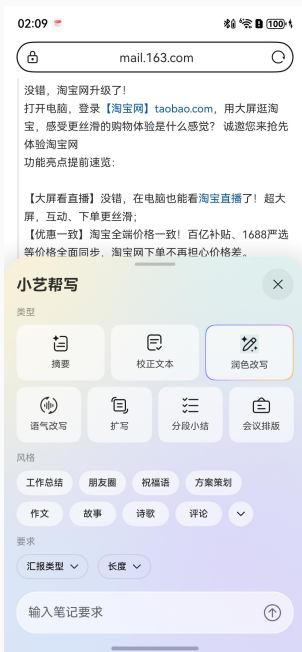 02:09
100
mail.163.com
没错，淘宝网升级了！
打开电脑，登录【淘宝网】taobao.com，用大屏逛淘
宝，感受更丝滑的购物体验是什么感觉？ 诚邀您来抢先
体验淘宝网
功能亮点提前速览：
【大屏看直播】没错，在电脑也能看淘宝直播了！超大
屏，互动、下单更丝滑；
【优惠一致】淘宝全端价格一致！百亿补贴、1688严选
等价格全面同步，淘宝网下单不再担心价格差。
小艺帮写
类型
摘要 校正文本 润色改写
语气改写 扩写 分段小结 会议排版
风格
工作总结 朋友圈 祝福语 方案策划
作文 故事 诗歌 评论
要求
汇报类型 长度
输入笔记要求